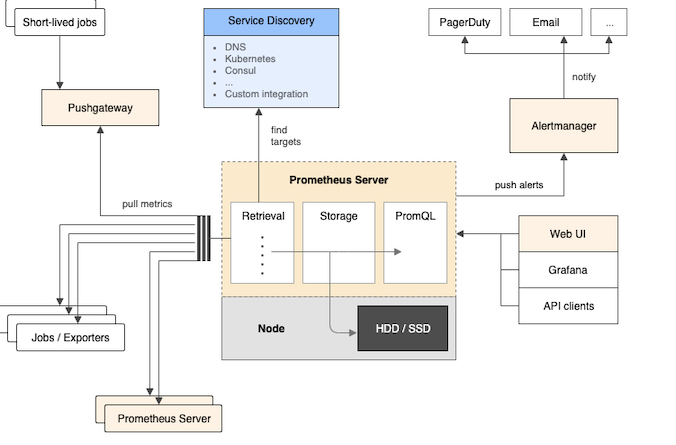 Short-lived jobs
Pushgateway
pull metrics
Service Discovery
• DNS
• Kubernetes
• Consul
• ...
• Custom integration
find
targets
PagerDuty
Email
...
notify
Alertmanager
push alerts
Prometheus Server
Retrieval
Storage
PromQL
Node
HDD / SSD
Web UI
Grafana
API clients
Jobs / Exporters
Prometheus Server